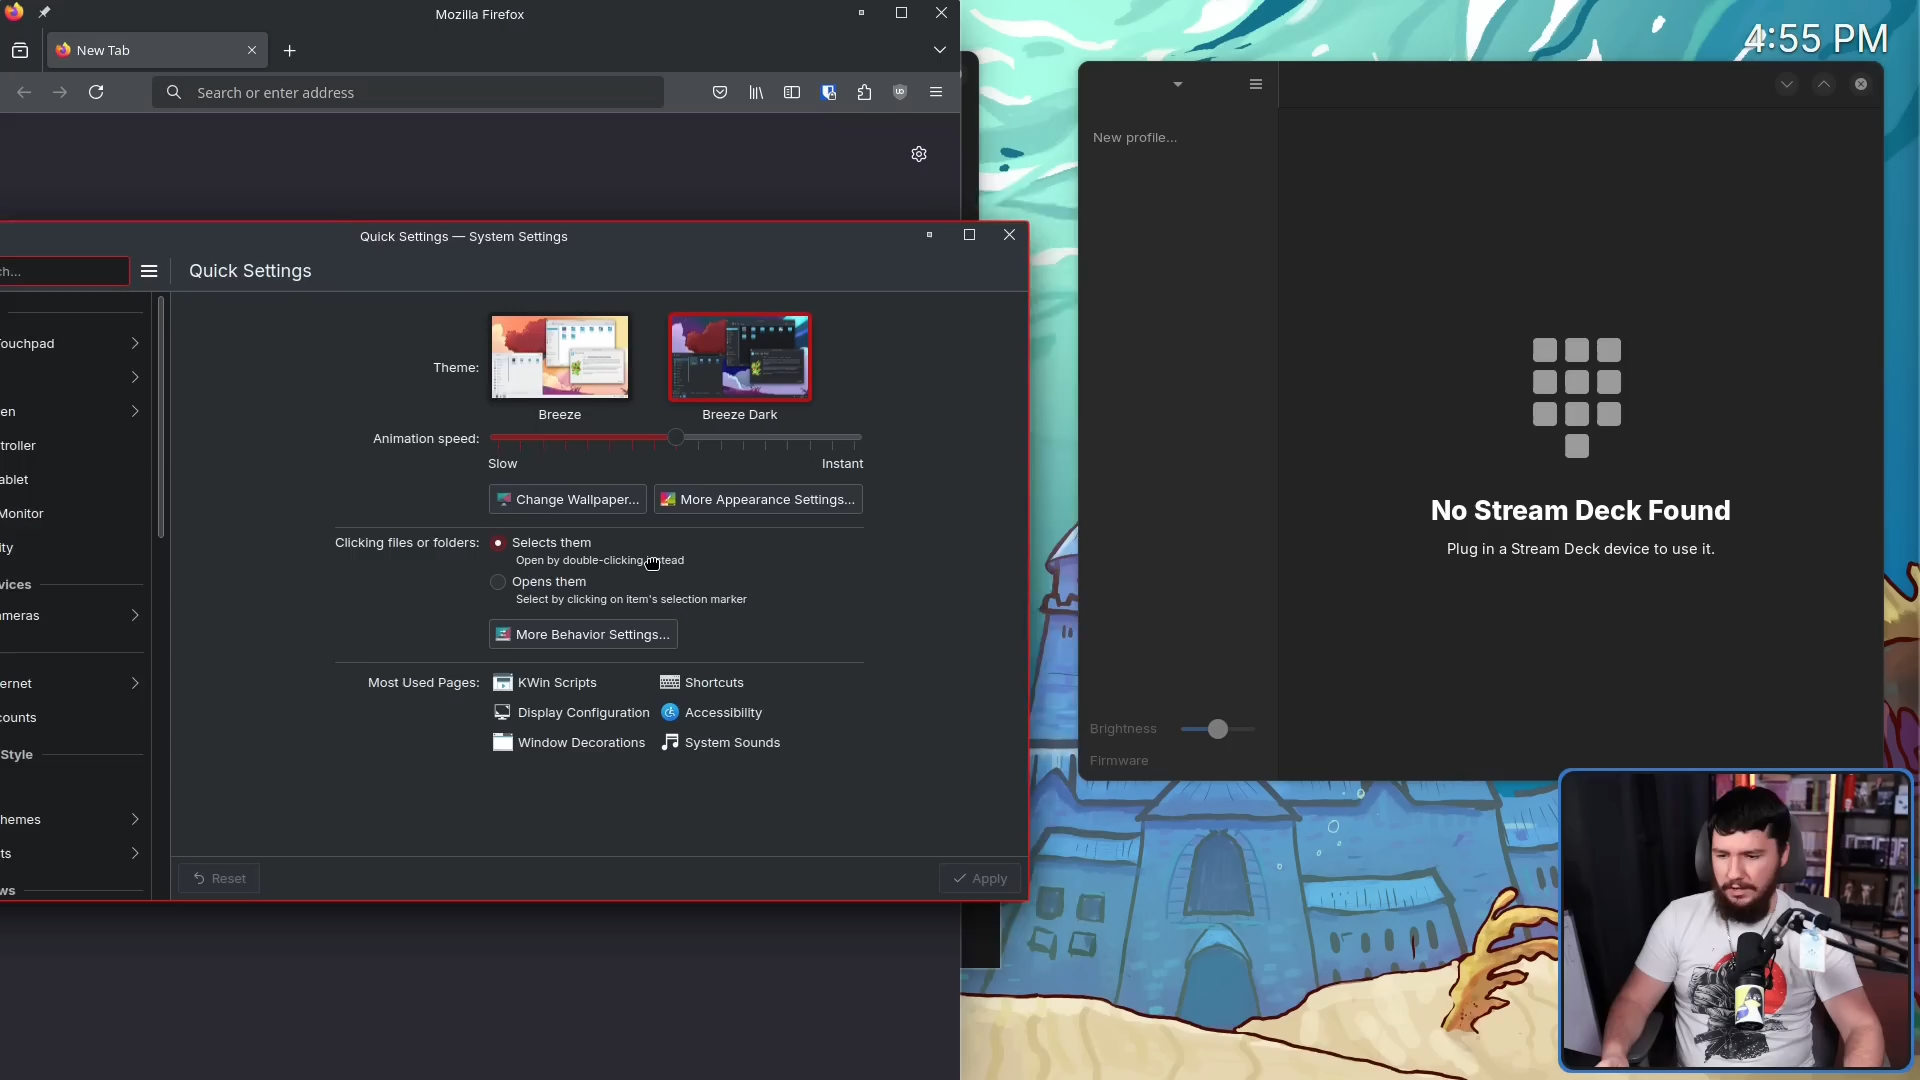 Mozilla Firefox
New Tab
Search or enter address
4:55 PM
New profile...
Quick Settings — System Settings
ch...
Quick Settings
Touchpad
en
troller
ablet
Monitor
ity
vices
ameras
ernet
counts
Style
hemes
ts
ws
Theme:
Breeze
Breeze Dark
Animation speed:
Slow
Instant
Change Wallpaper...
More Appearance Settings...
Clicking files or folders:
Selects them
Open by double-clicking instead
Opens them
Select by clicking on item's selection marker
More Behavior Settings...
Most Used Pages:
KWin Scripts
Shortcuts
Display Configuration
Accessibility
Window Decorations
System Sounds
Reset
Apply
No Stream Deck Found
Plug in a Stream Deck device to use it.
Brightness
Firmware